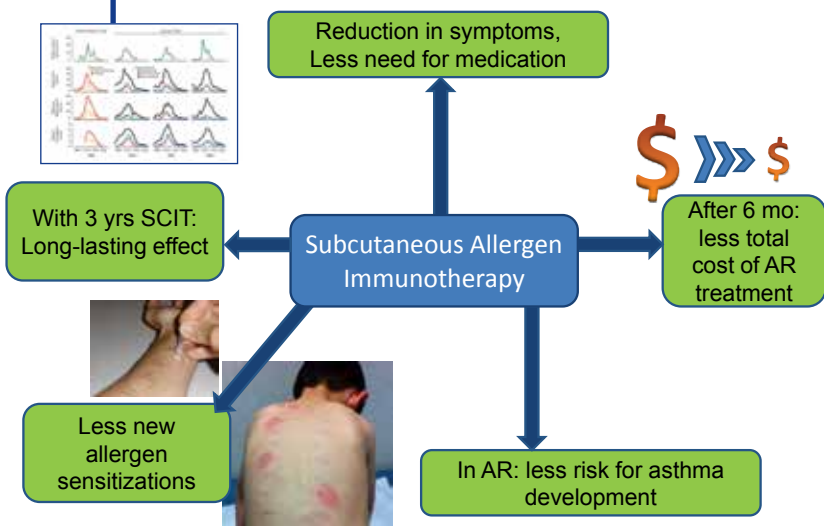 Reduction in symptoms,
Less need for medication
$
$
With 3 yrs SCIT:
Long-lasting effect
Subcutaneous Allergen
Immunotherapy
After 6 mo:
less total
cost of AR
treatment
Less new
allergen
sensitizations
In AR: less risk for asthma
development